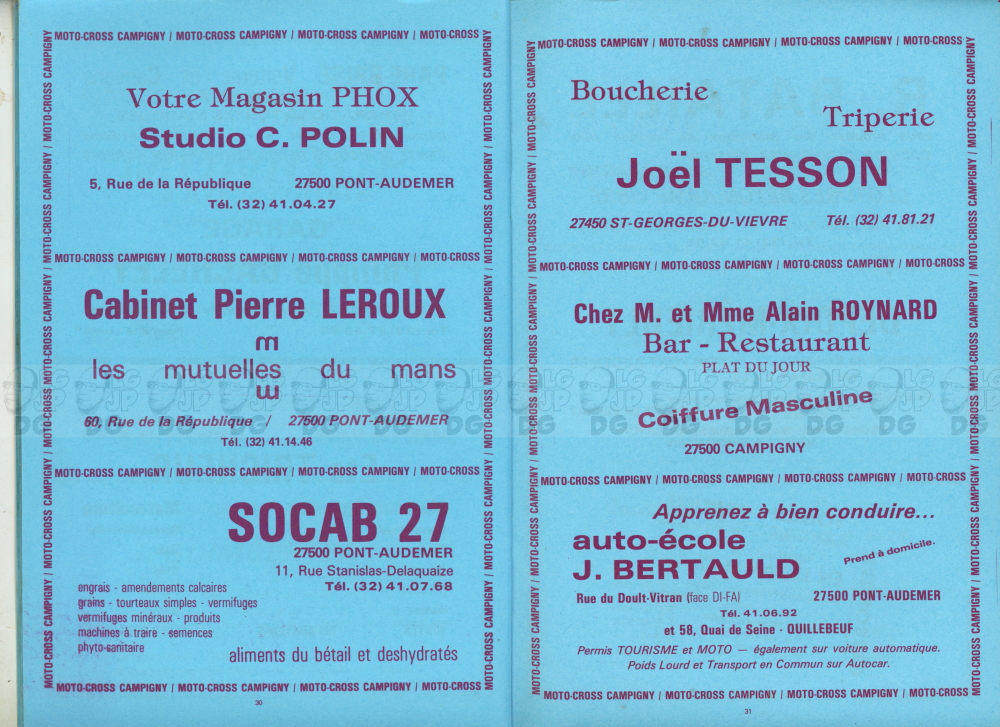 MOTO-CROSS CAMPIGNY / MOTO-CROSS CAMPIGNY / MOTO-CROSS CAMPIGNY / MOTO-CROSS
Votre Magasin PHOX
Studio C. POLIN
5, Rue de la République 27500 PONT-AUDEMER
Tél. (32) 41.04.27
MOTO-CROSS CAMPIGNY / MOTO-CROSS CAMPIGNY / MOTO-CROSS CAMPIGNY / MOTO-CROSS
Cabinet Pierre LEROUX
m
les mutuelles du mans
60, Rue de la République / 27500 PONT-AUDEMER
Tél. (32) 41.14.46
MOTO-CROSS CAMPIGNY / MOTO-CROSS CAMPIGNY / MOTO-CROSS CAMPIGNY / MOTO-CROSS
SOCAB 27
27500 PONT-AUDEMER
11, Rue Stanislas-Delaquaize
Tél. (32) 41.07.68
engrais - amendements calcaires
grains - tourteaux simples - vermifuges
vermifuges minéraux - produits
machines à traire - semences
phyto-sanitaire
aliments du bétail et deshydratés
MOTO-CROSS CAMPIGNY / MOTO-CROSS CAMPIGNY / MOTO-CROSS CAMPIGNY / MOTO-CROSS
30
MOTO-CROSS CAMPIGNY / MOTO-CROSS CAMPIGNY / MOTO-CROSS CAMPIGNY / MOTO-CROSS
Boucherie
Triperie
Joël TESSON
27450 ST-GEORGES-DU-VIEVRE Tél. (32) 41.81.21
MOTO-CROSS CAMPIGNY / MOTO-CROSS CAMPIGNY / MOTO-CROSS CAMPIGNY / MOTO-CROSS
Chez M. et Mme Alain ROYNARD
Bar - Restaurant
PLAT DU JOUR
Coiffure Masculine
27500 CAMPIGNY
MOTO-CROSS CAMPIGNY / MOTO-CROSS CAMPIGNY / MOTO-CROSS CAMPIGNY / MOTO-CROSS
Apprenez à bien conduire...
auto-école
J. BERTAULD
Prend à domicile.
Rue du Doult-Vitran (face DI-FA) 27500 PONT-AUDEMER
Tél. 41.06.92
et 58, Quai de Seine - QUILLEBEUF
Permis TOURISME et MOTO — également sur voiture automatique.
Poids Lourd et Transport en Commun sur Autocar.
MOTO-CROSS CAMPIGNY / MOTO-CROSS CAMPIGNY / MOTO-CROSS CAMPIGNY / MOTO-CROSS
31